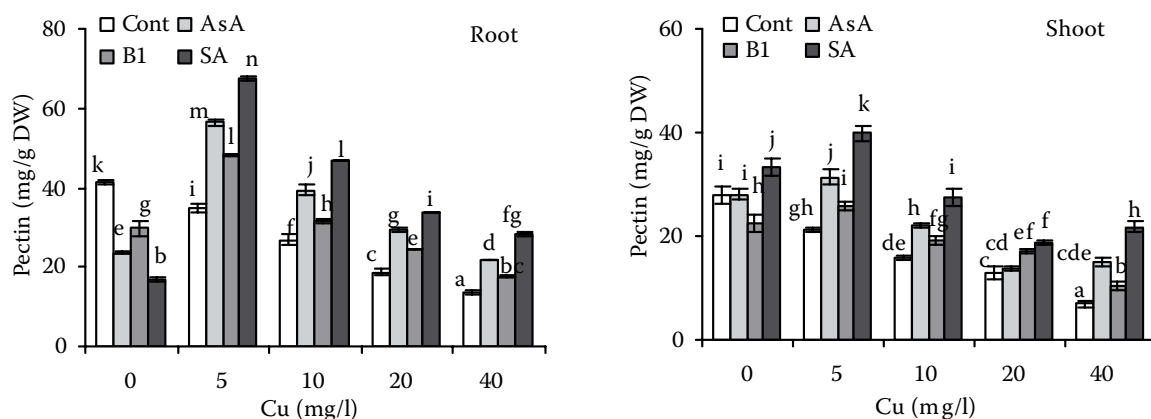 Pectin (mg/g DW)
80
60
40
20
0
Cont
AsA
B1
SA
Root
k
e
g
b
i
m
l
n
f
j
h
l
c
g
e
i
a
d
bc
fg
0
5
10
20
40
Cu (mg/l)
Pectin (mg/g DW)
60
40
20
0
Cont
AsA
B1
SA
Shoot
i
i
h
j
gh
j
i
k
de
h
fg
i
c
cd
ef
f
a
cde
b
h
0
5
10
20
40
Cu (mg/l)